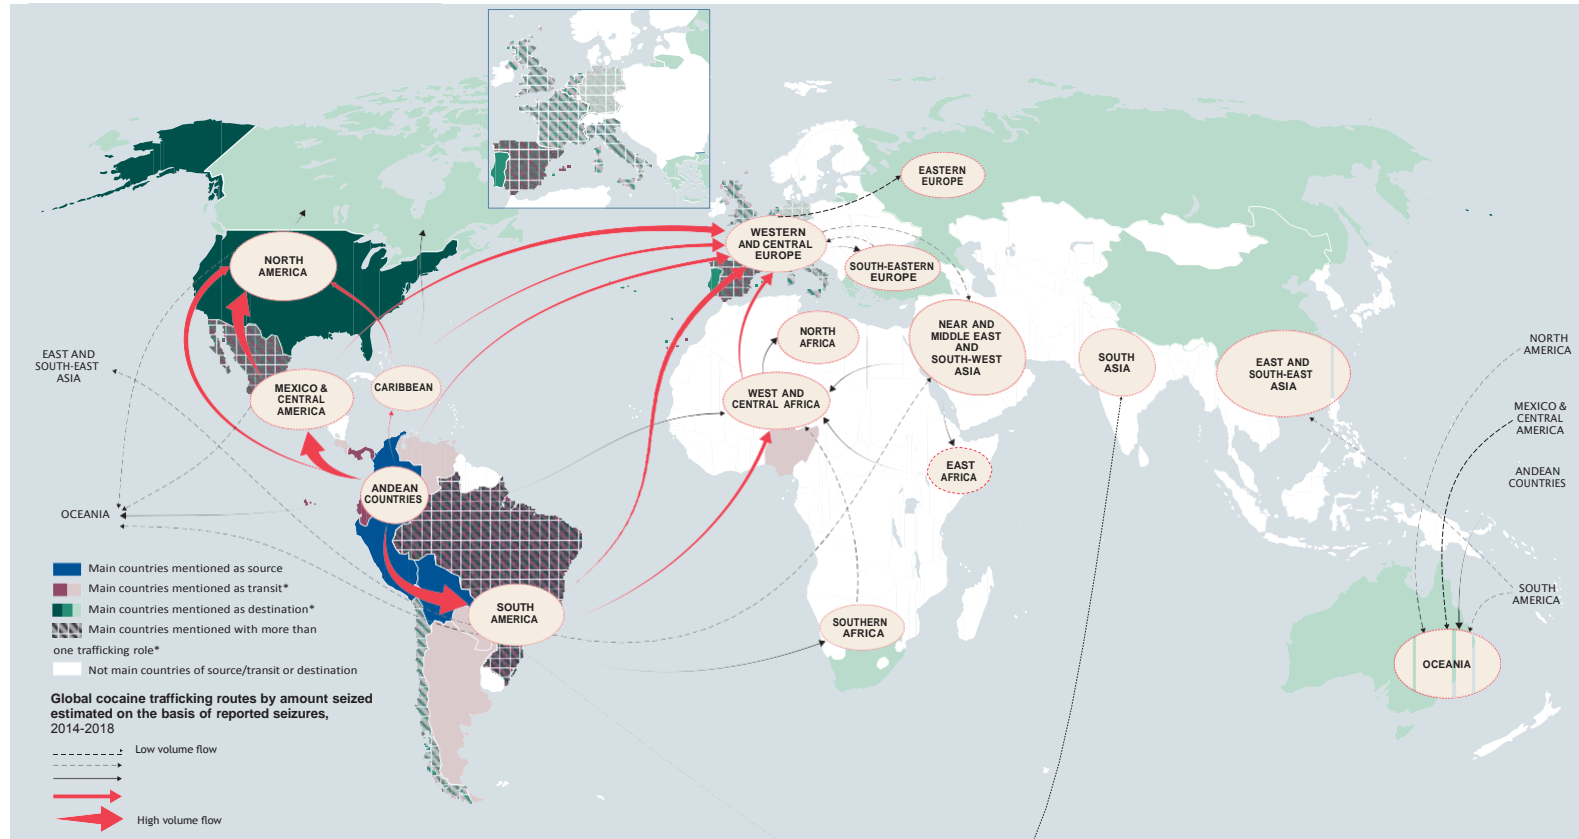 EASTERN
EUROPE
WESTERN
AND CENTRAL
EUROPE
NORTH
AMERICA
SOUTH-EASTERN
EUROPE
NEAR AND
MIDDLE EAST
AND
SOUTH-WEST
ASIA
NORTH
AFRICA
SOUTH
ASIA
EAST AND
SOUTH-EAST
ASIA
NORTH
AMERICA
EAST AND
SOUTH-EAST
ASIA
MEXICO &
CENTRAL
AMERICA
CARIBBEAN
WEST AND
CENTRAL AFRICA
MEXICO &
CENTRAL
AMERICA
EAST
AFRICA
ANDEAN
COUNTRIES
ANDEAN
COUNTRIES
OCEANIA
SOUTH
AMERICA
SOUTHERN
AFRICA
SOUTH
AMERICA
OCEANIA
Main countries mentioned as source
Main countries mentioned as transit*
Main countries mentioned as destination*
Main countries mentioned with more than
one trafficking role*
Not main countries of source/transit or destination
Global cocaine trafficking routes by amount seized
estimated on the basis of reported seizures,
2014-2018
Low volume flow
High volume flow